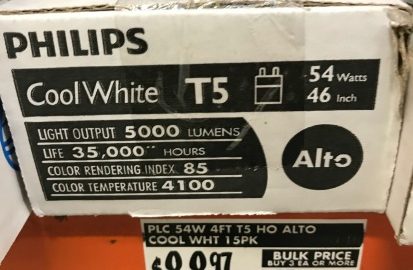 PHILIPS
Cool White T5 54 Watts
46 Inch
LIGHT OUTPUT 5000 LUMENS
LIFE 35,000** HOURS
COLOR RENDERING INDEX 85
COLOR TEMPERATURE 4100
Alto
PLC 54W 4FT T5 HO ALTO
COOL WHT 15PK
BULK PRICE
BUY 3 EA OR MORE